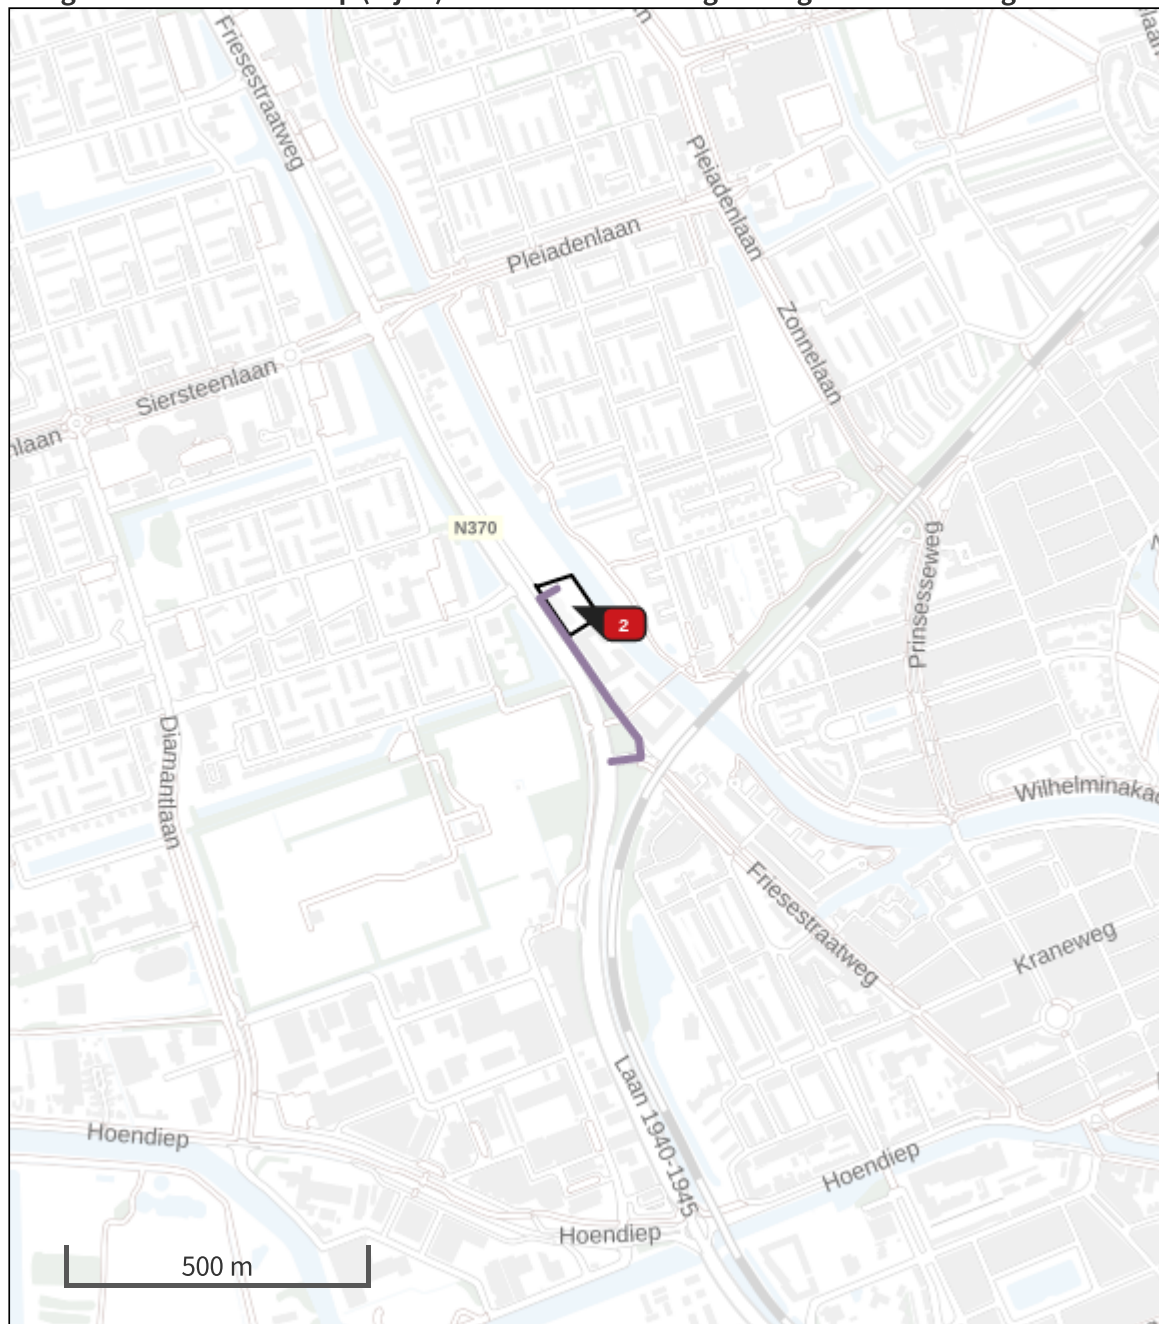 Friesestraatweg
Pleiadenlaan
Pleiadenlaan
Zonnelaan
Siersteenlaan
nlaan
N370
2
Prinsesseweg
Diamantlaan
Wilhelminakad
Friesestraatweg
Kraneweg
Laan 1940-1945
Hoendiep
Hoendiep
Hoendiep
500 m